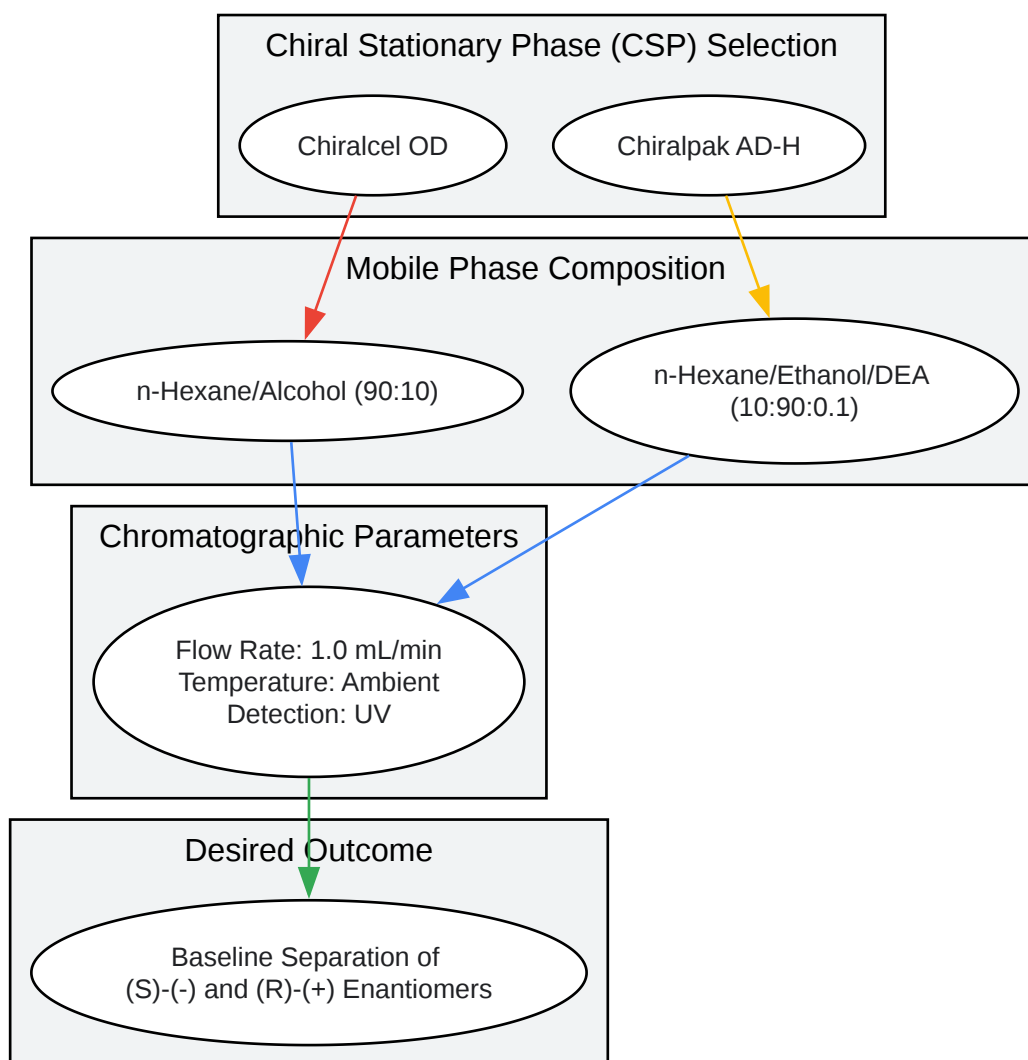 Chiral Stationary Phase (CSP) Selection
Chiralcel OD
Chiralpak AD-H
Mobile Phase Composition
n-Hexane/Alcohol (90:10)
n-Hexane/Ethanol/DEA
(10:90:0.1)
Chromatographic Parameters
Flow Rate: 1.0 mL/min
Temperature: Ambient
Detection: UV
Desired Outcome
Baseline Separation of
(S)-(-) and (R)-(+) Enantiomers